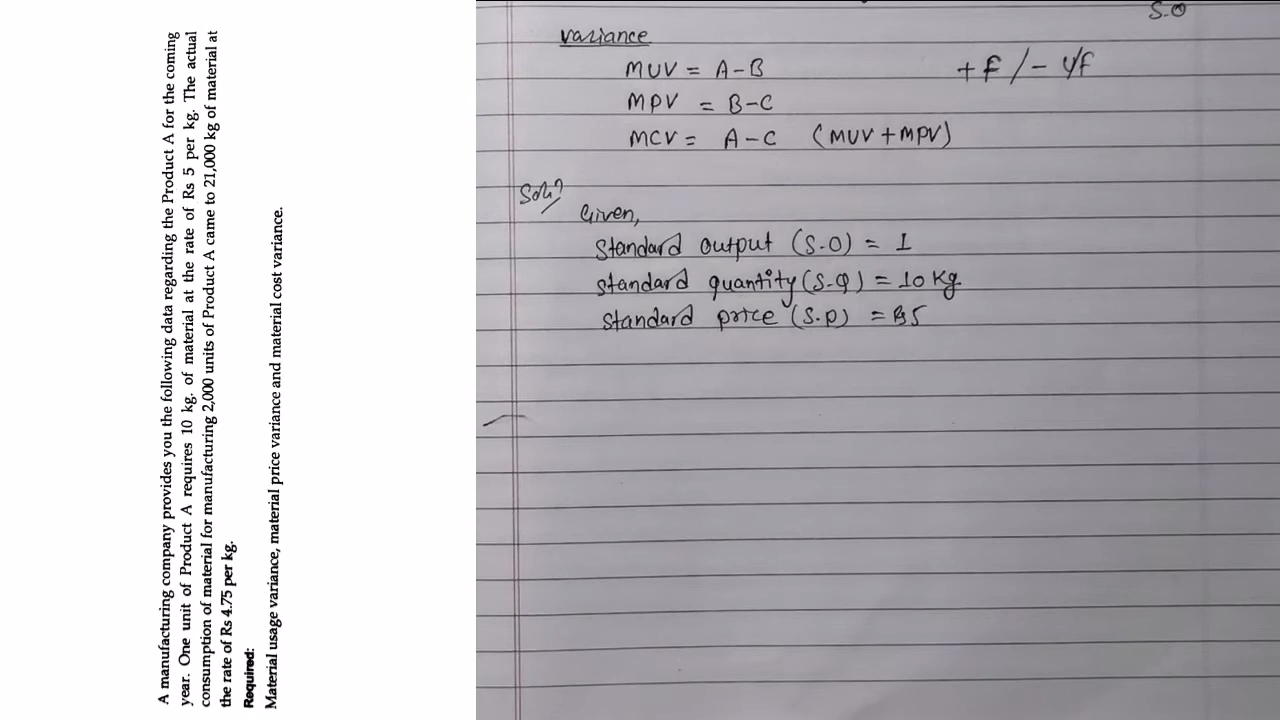 A manufacturing company provides you the following data regarding the Product A for the coming
year. One unit of Product A requires 10 kg. of material at the rate of Rs 5 per kg. The actual
consumption of material for manufacturing 2,000 units of Product A came to 21,000 kg of material at
the rate of Rs 4.75 per kg.
Required:
Material usage variance, material price variance and material cost variance.
S.O
variance
MUV = A-B +F/- U/F
MPV = B-C
MCV = A-C (MUV+MPV)
Soln
Given,
Standard output (S.O) = 1
standard quantity (S.Q) = 10 kg
standard price (S.P) = Rs 5